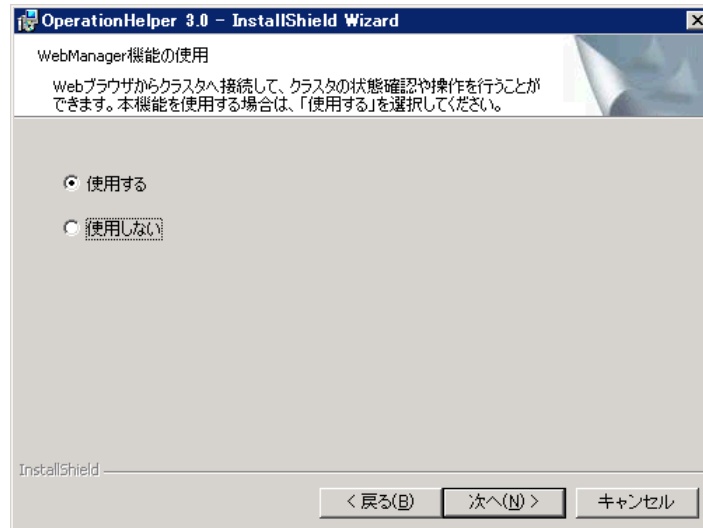 OperationHelper 3.0 - InstallShield Wizard
WebManager機能の使用
Webブラウザからクラスタへ接続して、クラスタの状態確認や操作を行うことが
できます。本機能を使用する場合は、「使用する」を選択してください。
使用する
使用しない
InstallShield
< 戻る(B) 次へ(N) > キャンセル